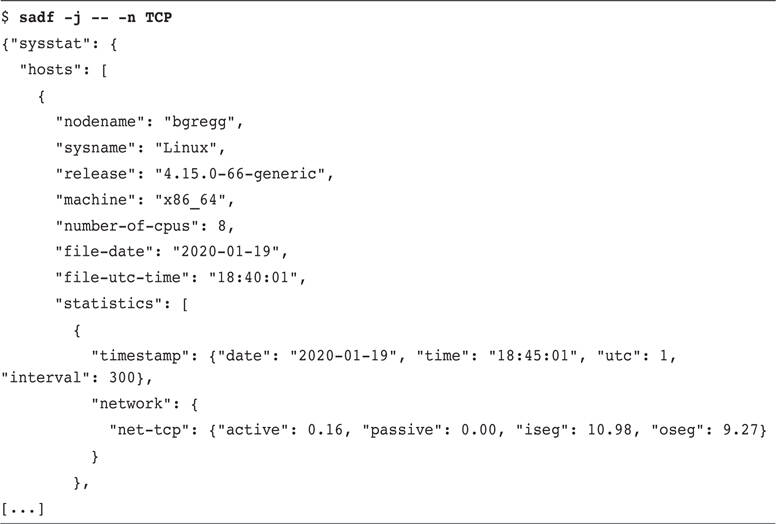 $ sadf -j -- -n TCP
{"sysstat": {
  "hosts": [
    {
      "nodename": "bgregg",
      "sysname": "Linux",
      "release": "4.15.0-66-generic",
      "machine": "x86_64",
      "number-of-cpus": 8,
      "file-date": "2020-01-19",
      "file-utc-time": "18:40:01",
      "statistics": [
        {
          "timestamp": {"date": "2020-01-19", "time": "18:45:01", "utc": 1,
"interval": 300},
          "network": {
            "net-tcp": {"active": 0.16, "passive": 0.00, "iseg": 10.98, "oseg": 9.27}
          }
        },
[...]